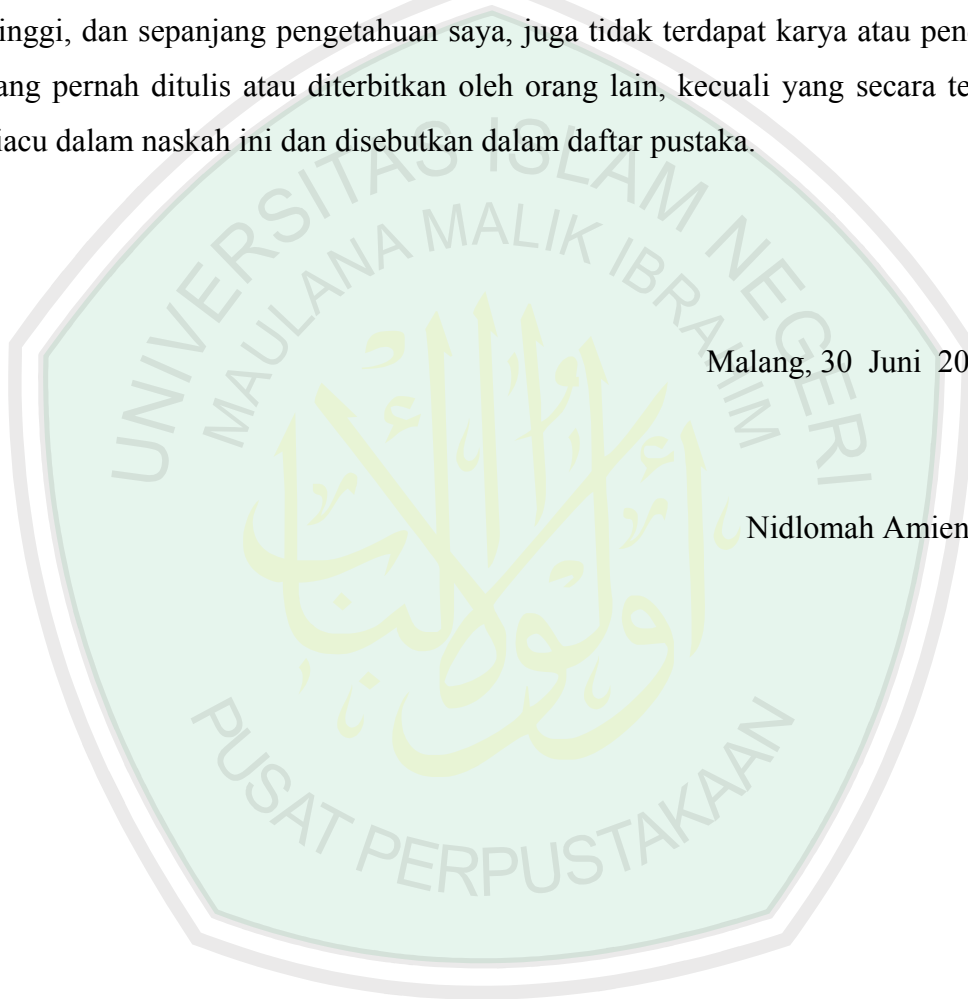 inggi, dan sepanjang pengetahuan saya, juga tidak terdapat karya atau pen
ang pernah ditulis atau diterbitkan oleh orang lain, kecuali yang secara te
iacu dalam naskah ini dan disebutkan dalam daftar pustaka.
UNIVERSITAS ISLAM NEGERI
MAULANA MALIK IBRAHIM
Malang, 30 Juni 20
Nidlomah Amien
أولوا الألباب
PUSAT PERPUSTAKAAN